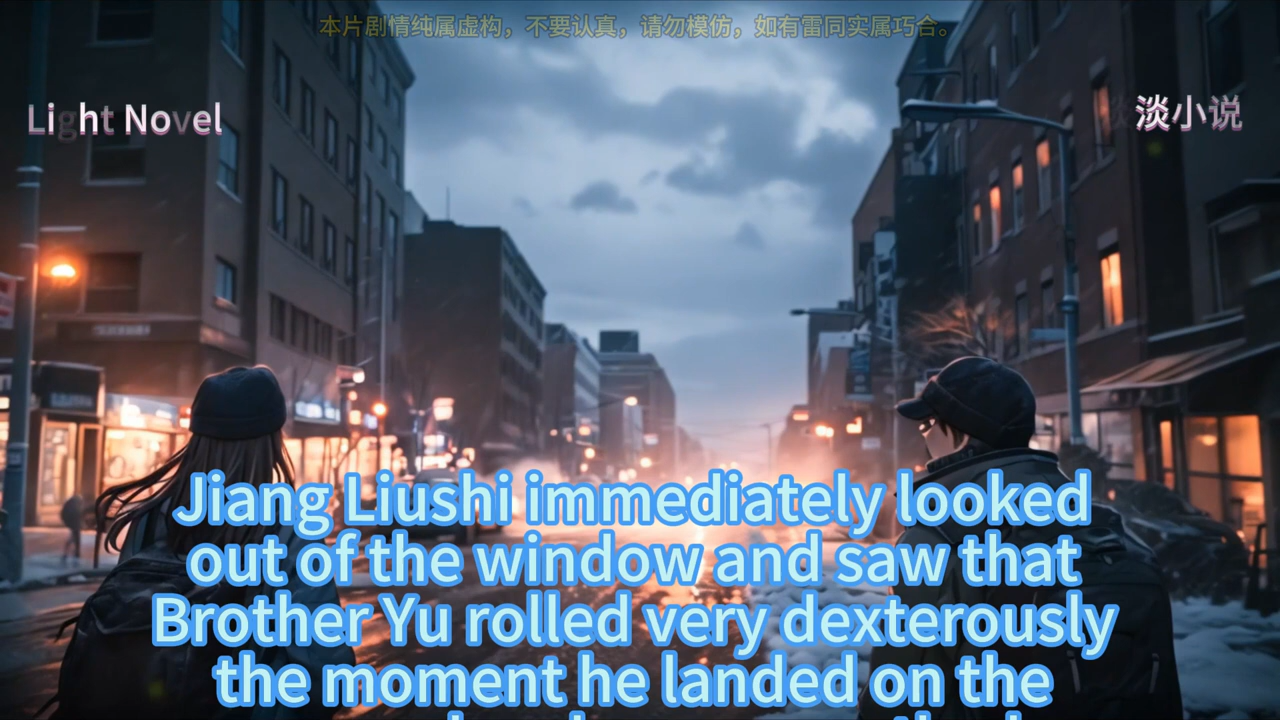 本片剧情纯属虚构，不要认真，请勿模仿，如有雷同实属巧合。
Light Novel
淡小说
Jiang Liushi immediately looked
out of the window and saw that
Brother Yu rolled very dexterously
the moment he landed on the